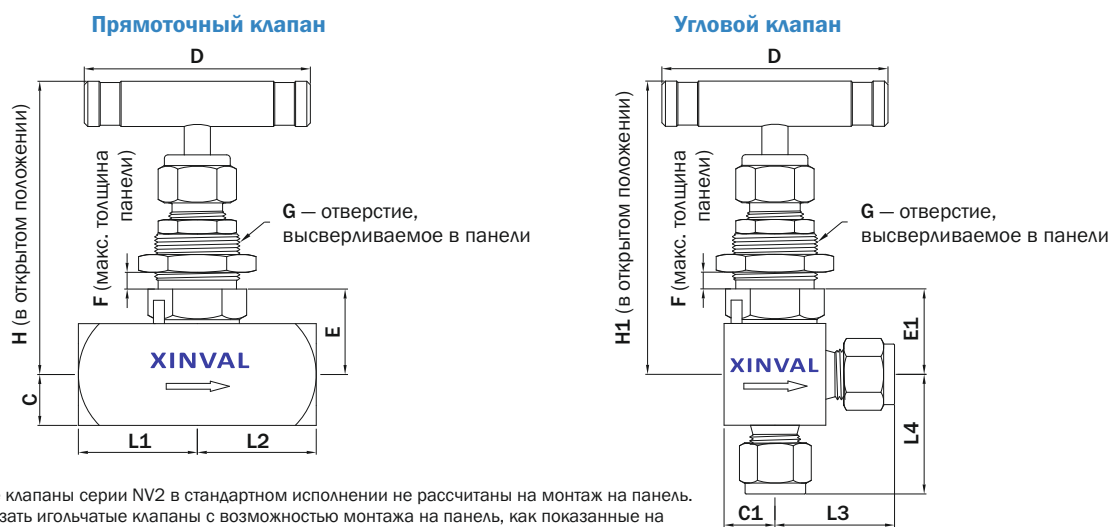 Прямоточный клапан
D
H (в открытом положении)
F (макс. толщина
панели)
G — отверстие,
высверливаемое в панели
E
C
XINVAL
L1
L2
Угловой клапан
D
H1 (в открытом положении)
F (макс. толщина
панели)
G — отверстие,
высверливаемое в панели
E1
XINVAL
L4
C1
L3
клапаны серии NV2 в стандартном исполнении не рассчитаны на монтаж на панель.
зать игольчатые клапаны с возможностью монтажа на панель, как показанные на